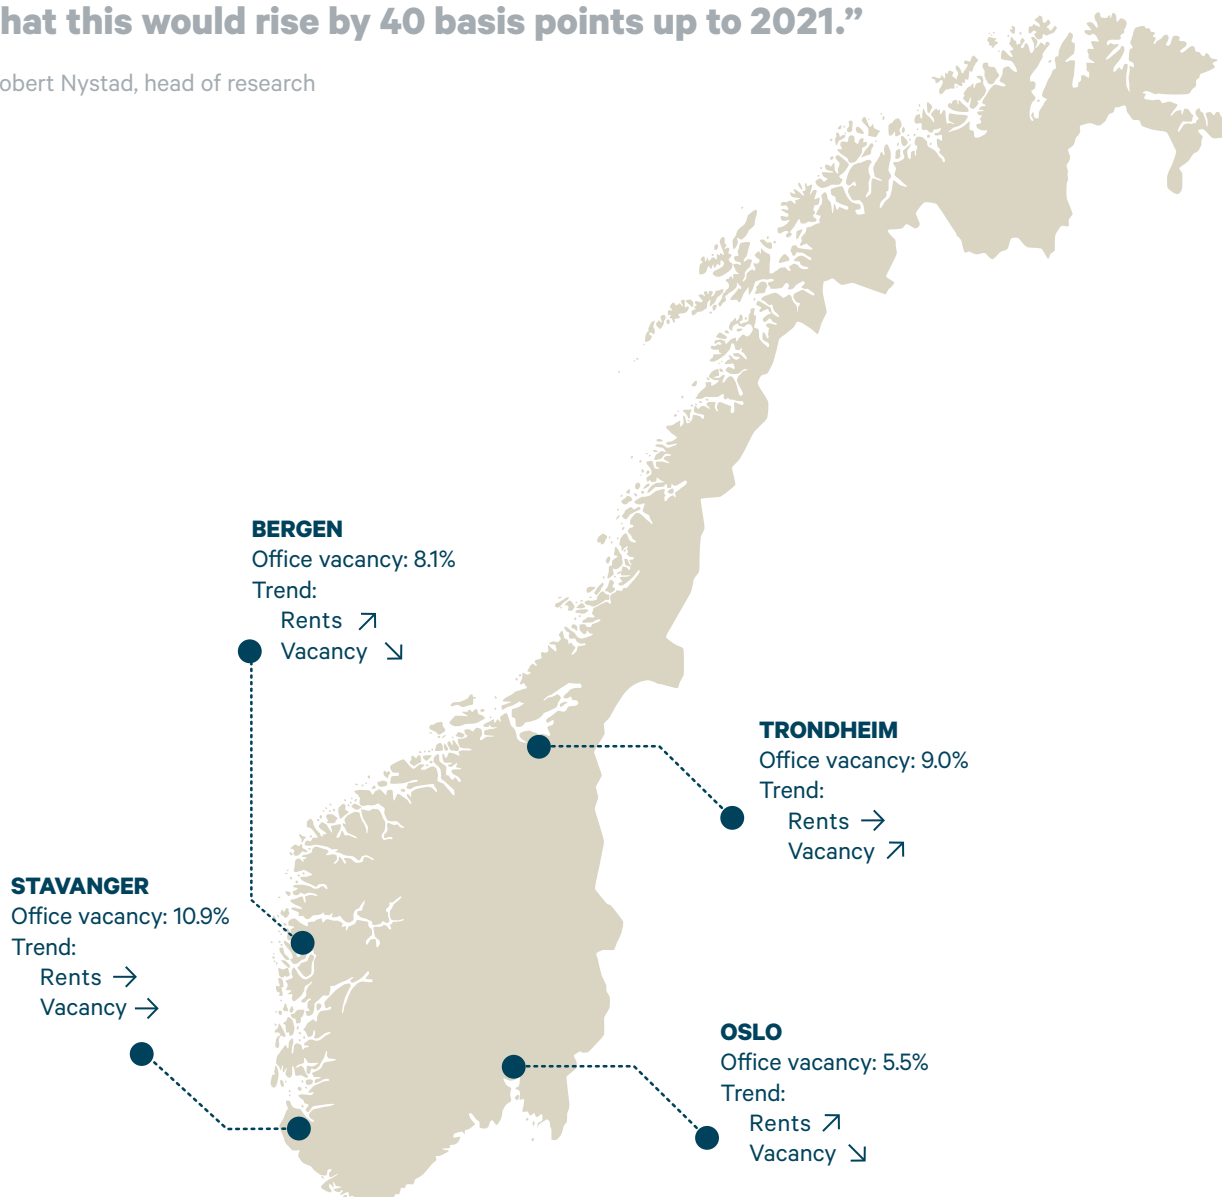 hat this would rise by 40 basis points up to 2021.”
obert Nystad, head of research
BERGEN
Office vacancy: 8.1%
Trend:
Rents ↗
Vacancy ↘
TRONDHEIM
Office vacancy: 9.0%
Trend:
Rents →
Vacancy ↗
STAVANGER
Office vacancy: 10.9%
Trend:
Rents →
Vacancy →
OSLO
Office vacancy: 5.5%
Trend:
Rents ↗
Vacancy ↘